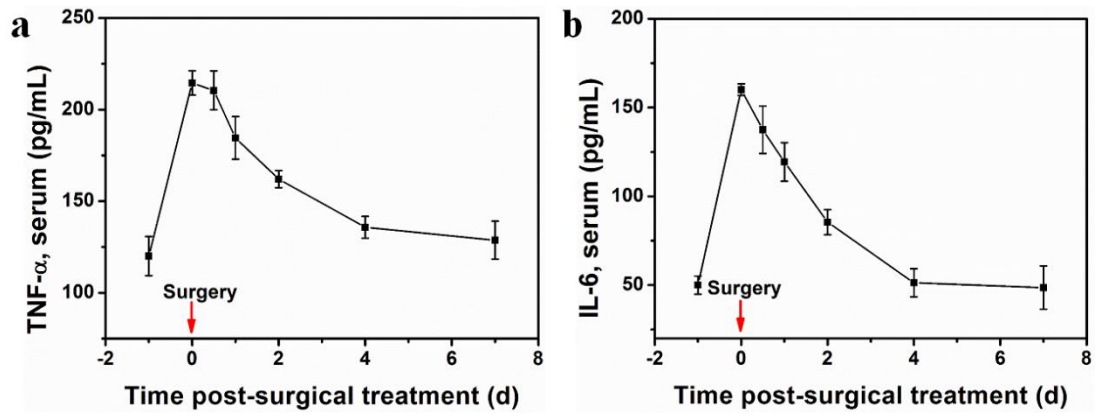 a
TNF-α, serum (pg/mL)
250
200
150
100
Surgery
-2 0 2 4 6 8
Time post-surgical treatment (d)
b
IL-6, serum (pg/mL)
200
150
100
50
Surgery
-2 0 2 4 6 8
Time post-surgical treatment (d)